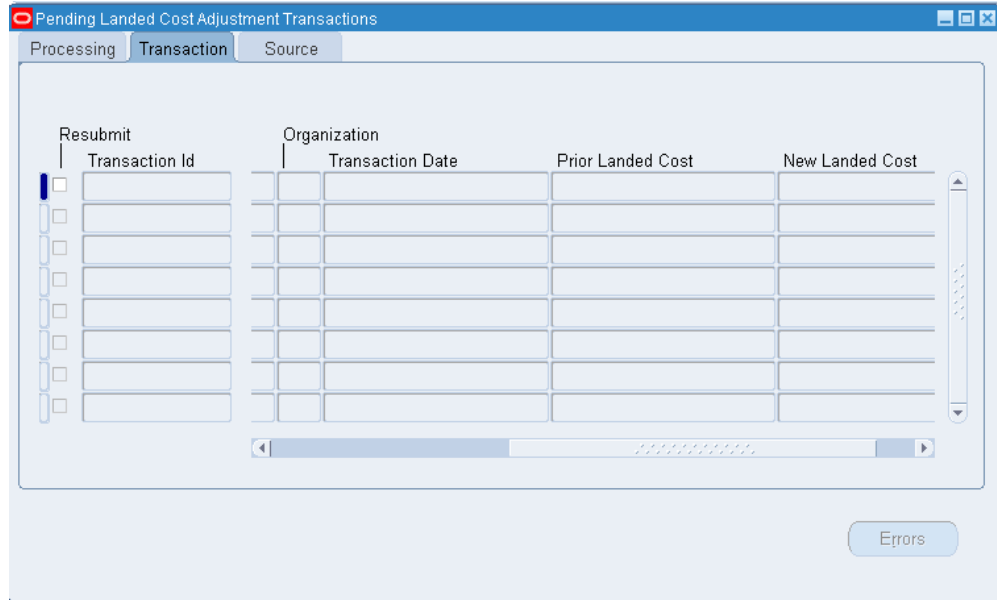 Pending Landed Cost Adjustment Transactions
Processing Transaction Source
Resubmit Organization
Transaction Id Transaction Date Prior Landed Cost New Landed Cost
Errors